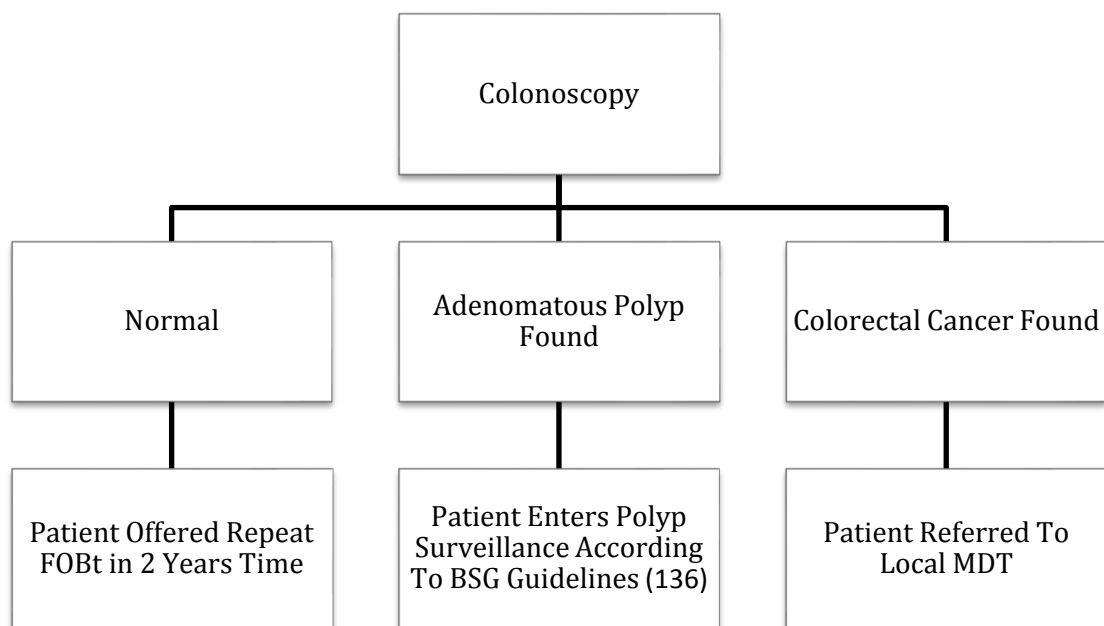 Colonoscopy
Normal
Adenomatous Polyp
Found
Colorectal Cancer Found
Patient Offered Repeat
FOBt in 2 Years Time
Patient Enters Polyp
Surveillance According
To BSG Guidelines (136)
Patient Referred To
Local MDT